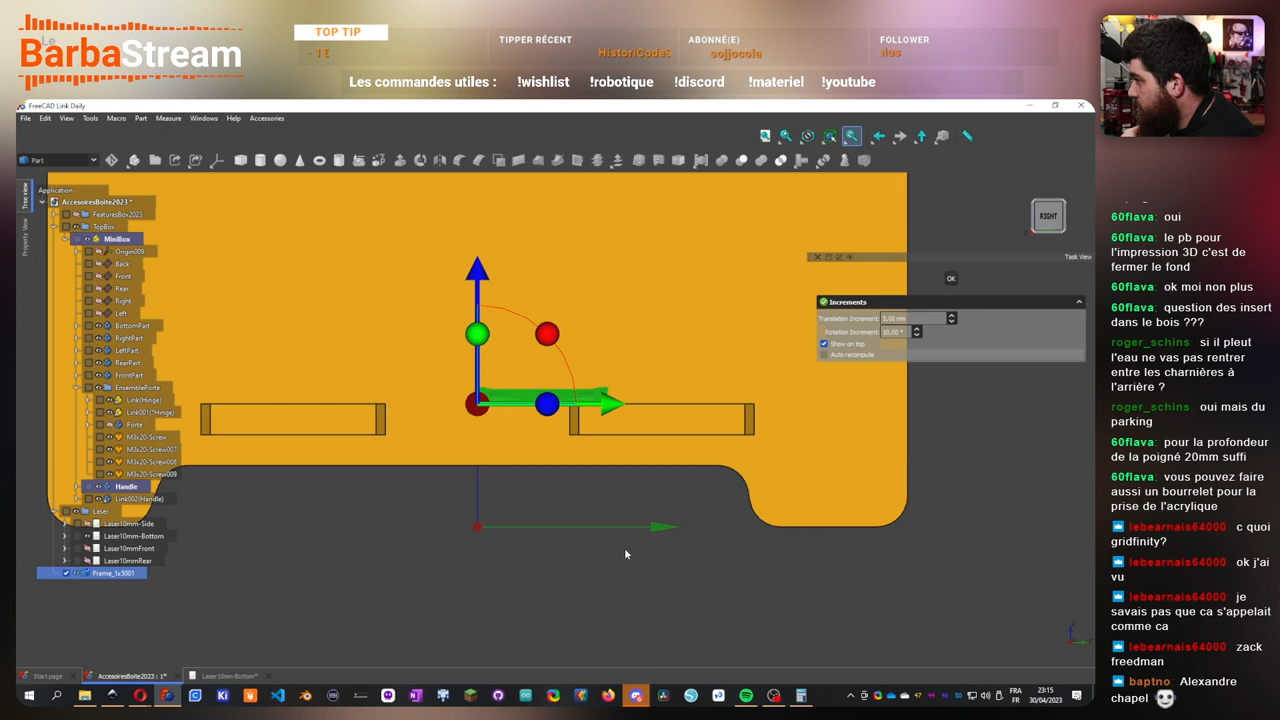 TOP TIP
- 1 €
TIPPER RÉCENT
HistoriCode3
ABONNÉ(E)
sojjocola
FOLLOWER
Le BarbaStream
Les commandes utiles : !wishlist !robotique !discord !materiel !youtube
FreeCAD Link Daily
File Edit View Tools Macro Part Measure Windows Help Accessories
Part
Tree view
Property View
Application
AccesoiresBoite2023 *
FeaturesBox2023
TopBox
MiniBox
Origin009
Back
Front
Rear
Right
Left
BottomPart
RightPart
LeftPart
RearPart
FrontPart
EnsemblePorte
Link(Hinge)
Link001(*Hinge)
Porte
M3x20-Screw
M3x20-Screw007
M3x20-Screw008
M3x20-Screw009
Handle
Link002(Handle)
Laser
Laser10mm-Side
Laser10mm-Bottom
Laser10mmFront
Laser10mmRear
Frame_1x5001
RIGHT
Task View
OK
Increments
Translation Increment: 5,00 mm
Rotation Increment: 10,00 °
Show on top
Auto recompute
Start page
AccesoiresBoite2023 : 1*
Laser10mm-Bottom*
FRA
FR
23:15
30/04/2023
60flava: oui
60flava: le pb pour
l'impression 3D c'est de
fermer le fond
60flava: ok moi non plus
60flava: question des insert
dans le bois ???
roger_schins: si il pleut
l'eau ne vas pas rentrer
entre les charnières à
l'arrière ?
roger_schins: oui mais du
parking
60flava: pour la profondeur
de la poigné 20mm suffi
60flava: vous pouvez faire
aussi un bourrelet pour la
prise de l'acrylique
lebearnais64000: c quoi
gridfinity?
lebearnais64000: ok j'ai
vu
lebearnais64000: je
savais pas que ca s'appelait
comme ca
lebearnais64000: zack
freedman
baptno: Alexandre
chapel